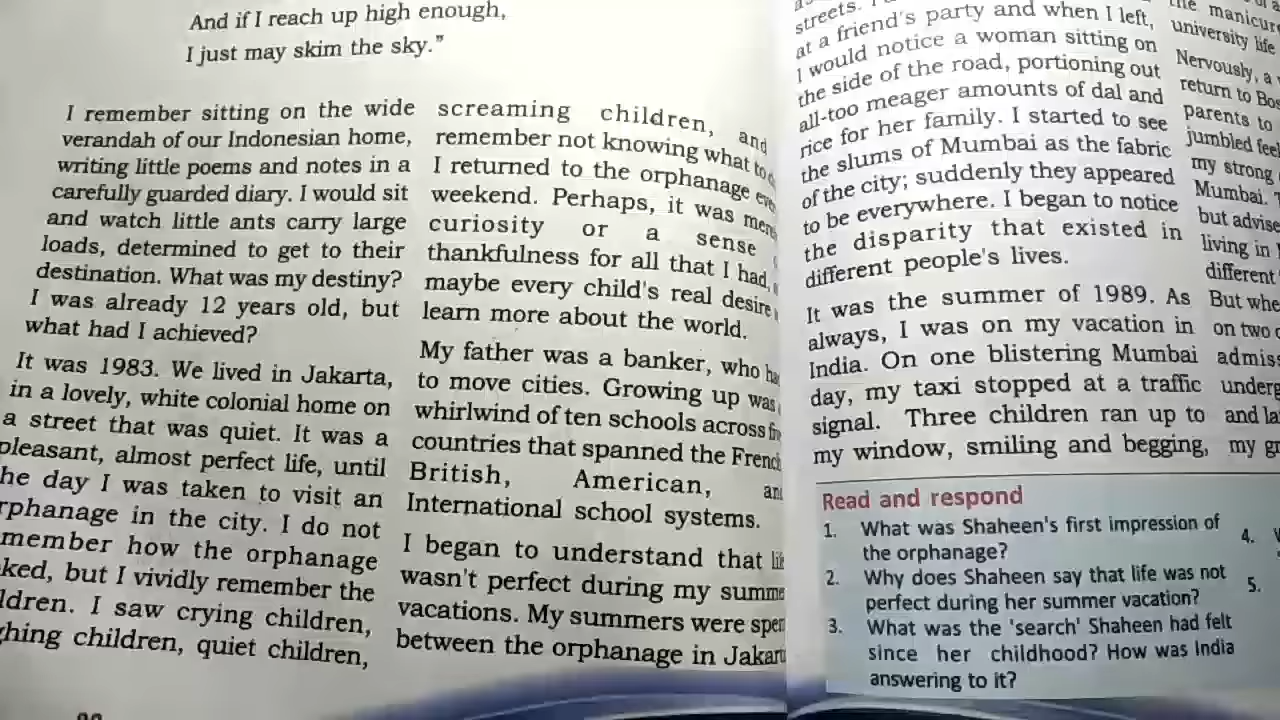 And if I reach up high enough,
I just may skim the sky."
I remember sitting on the wide
verandah of our Indonesian home,
writing little poems and notes in a
carefully guarded diary. I would sit
and watch little ants carry large
loads, determined to get to their
destination. What was my destiny?
I was already 12 years old, but
what had I achieved?
It was 1983. We lived in Jakarta,
in a lovely, white colonial home on
a street that was quiet. It was a
pleasant, almost perfect life, until
day I was taken to visit an
in the city. I do not
how the orphanage
but I vividly remember the
I saw crying children,
children, quiet children,
screaming children, and
remember not knowing what to
I returned to the orphanage
weekend. Perhaps, it was
curiosity or a sense
thankfulness for all that I had,
maybe every child's real desire
learn more about the world.
My father was a banker, who
to move cities. Growing up was
whirlwind of ten schools across
countries that spanned the
British, American,
International school systems.
I began to understand that
wasn't perfect during my
vacations. My summers were
between the orphanage in
streets.
at a friend's party and when I left,
I would notice a woman sitting on
the side of the road, portioning out
all-too meager amounts of dal and
rice for her family. I started to see
the slums of Mumbai as the fabric
of the city; suddenly they appeared
to be everywhere. I began to notice
the disparity that existed in
different people's lives.
It was the summer of 1989. As
always, I was on my vacation in
India. On one blistering Mumbai
day, my taxi stopped at a traffic
signal. Three children ran up to
my window, smiling and begging,
the
university life
Nervously, a
return to
parents to
jumbled
my strong
Mumbai.
but
living in
different
But
on two
and
my
Read and respond
1. What was Shaheen's first impression of
the orphanage?
2. Why does Shaheen say that life was not
perfect during her summer vacation?
3. What was the 'search' Shaheen had felt
since her childhood? How was India
answering to it?
4.
5.